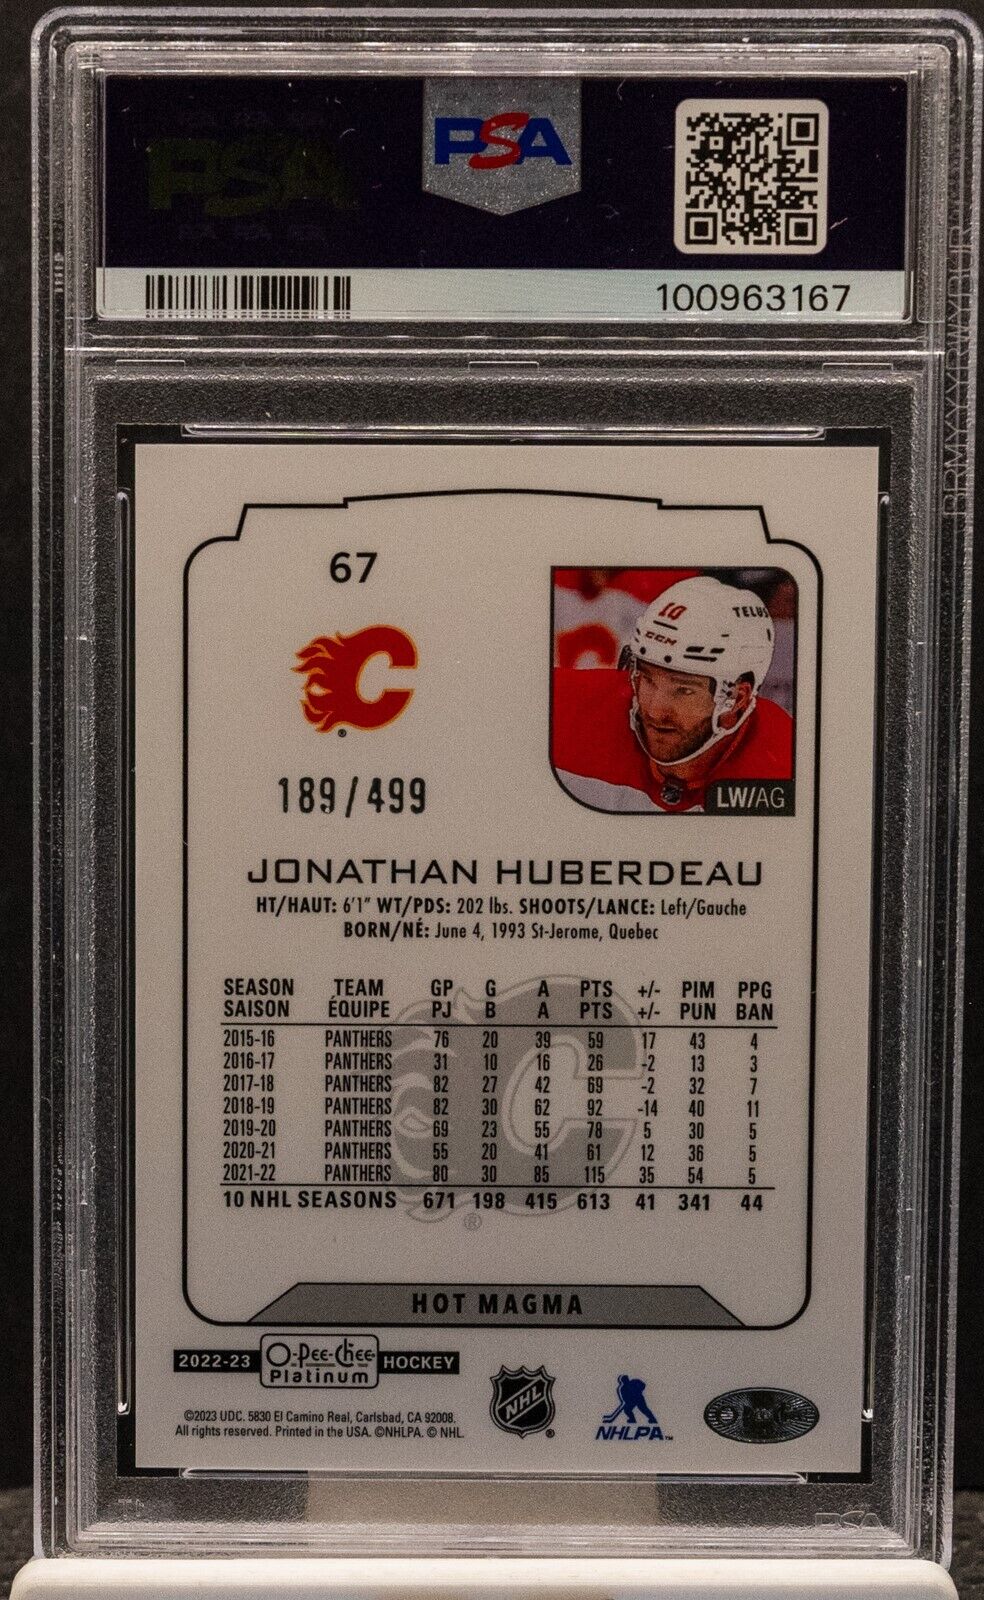 PSA
PSA
100963167
67
10
CCM
TELUS
LW/AG
189/499
JONATHAN HUBERDEAU
HT/HAUT: 6'1" WT/PDS: 202 lbs. SHOOTS/LANCE: Left/Gauche
BORN/NÉ: June 4, 1993 St-Jerome, Quebec
SEASON TEAM GP G A PTS +/- PIM PPG
SAISON ÉQUIPE PJ B A PTS +/- PUN BAN
2015-16 PANTHERS 76 20 39 59 17 43 4
2016-17 PANTHERS 31 10 16 26 -2 13 3
2017-18 PANTHERS 82 27 42 69 -2 32 7
2018-19 PANTHERS 82 30 62 92 -14 40 11
2019-20 PANTHERS 69 23 55 78 5 30 5
2020-21 PANTHERS 55 20 41 61 12 36 5
2021-22 PANTHERS 80 30 85 115 35 54 5
10 NHL SEASONS 671 198 415 613 41 341 44
®
HOT MAGMA
2022-23 O-Pee-Chee Platinum HOCKEY
©2023 UDC. 5830 El Camino Real, Carlsbad, CA 92008.
All rights reserved. Printed in the USA. ©NHLPA. © NHL.
NHL ®
NHLPA™
PSA